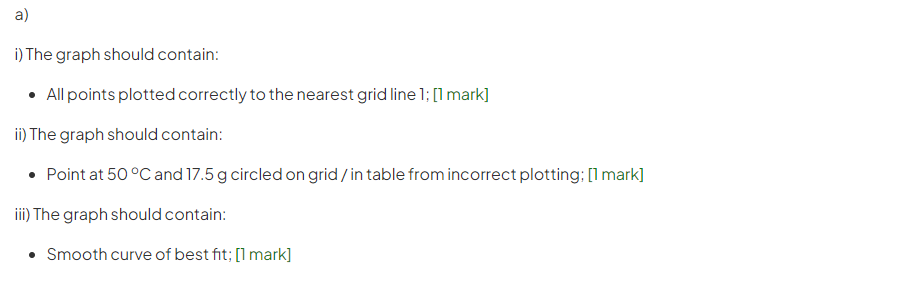 a)
i) The graph should contain:
• All points plotted correctly to the nearest grid line 1; [1 mark]
ii) The graph should contain:
• Point at 50 ºC and 17.5 g circled on grid / in table from incorrect plotting; [1 mark]
iii) The graph should contain:
• Smooth curve of best fit; [1 mark]